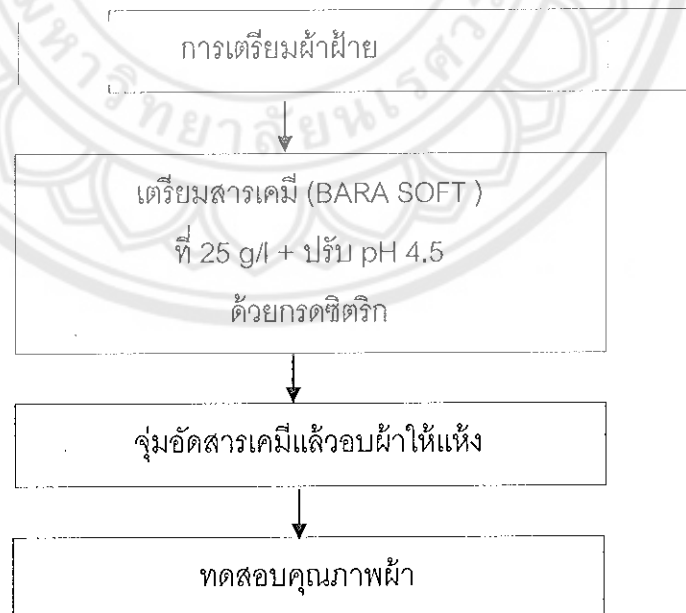 การเตรียมผ้าฝ้าย
เตรียมสารเคมี (BARA SOFT )
ที่ 25 g/l + ปรับ pH 4.5
ด้วยกรดซิตริก
จุ่มอัดสารเคมีแล้วอบผ้าให้แห้ง
ทดสอบคุณภาพผ้า